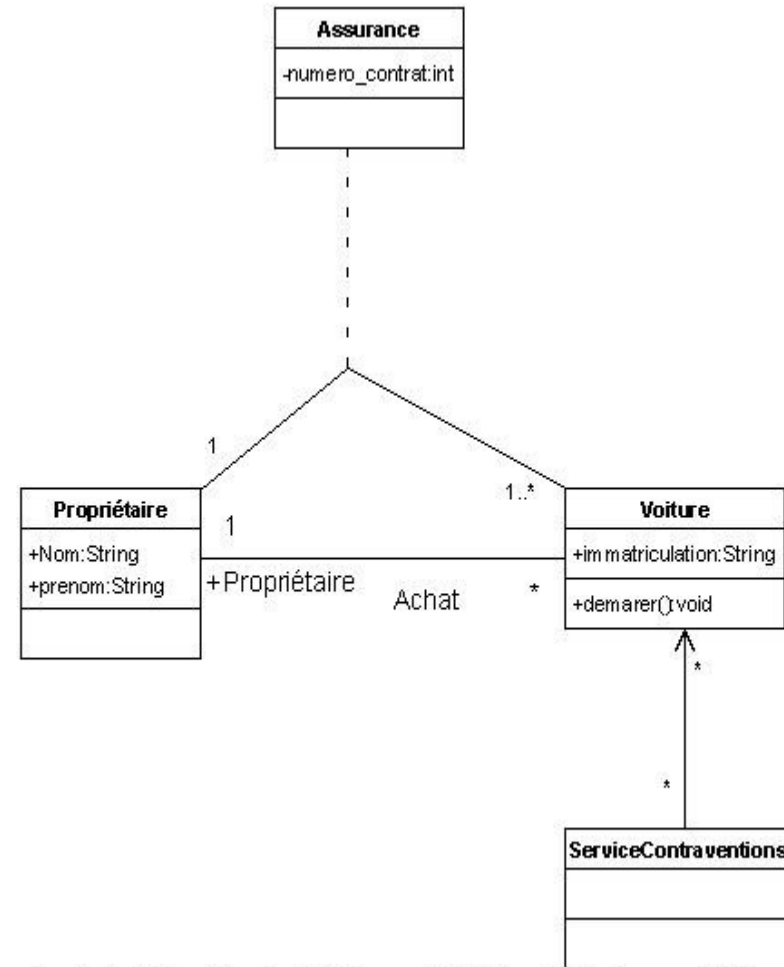 Assurance
-numero_contrat:int
1
1..*
Propriétaire
+Nom:String
+prenom:String
1
+Propriétaire
Achat
*
Voiture
+immatriculation:String
+demarer():void
*
*
ServiceContraventions